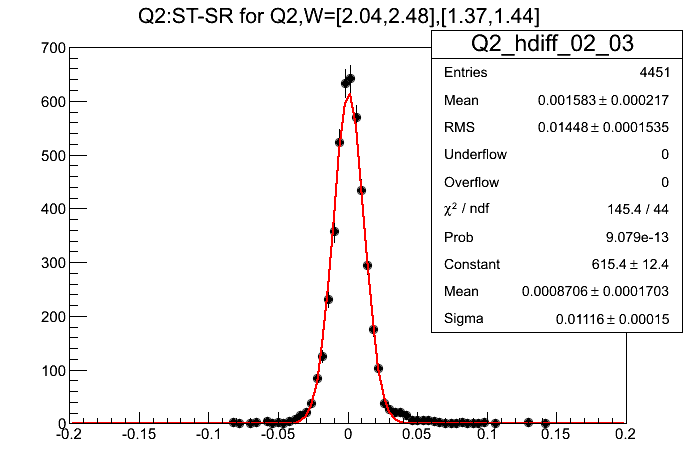 Q2:ST-SR for Q2,W=[2.04,2.48],[1.37,1.44]
Q2_hdiff_02_03
Entries 4451
Mean 0.001583 ± 0.000217
RMS 0.01448 ± 0.0001535
Underflow 0
Overflow 0
χ² / ndf 145.4 / 44
Prob 9.079e-13
Constant 615.4 ± 12.4
Mean 0.0008706 ± 0.0001703
Sigma 0.01116 ± 0.00015
700
600
500
400
300
200
100
0
-0.2 -0.15 -0.1 -0.05 0 0.05 0.1 0.15 0.2